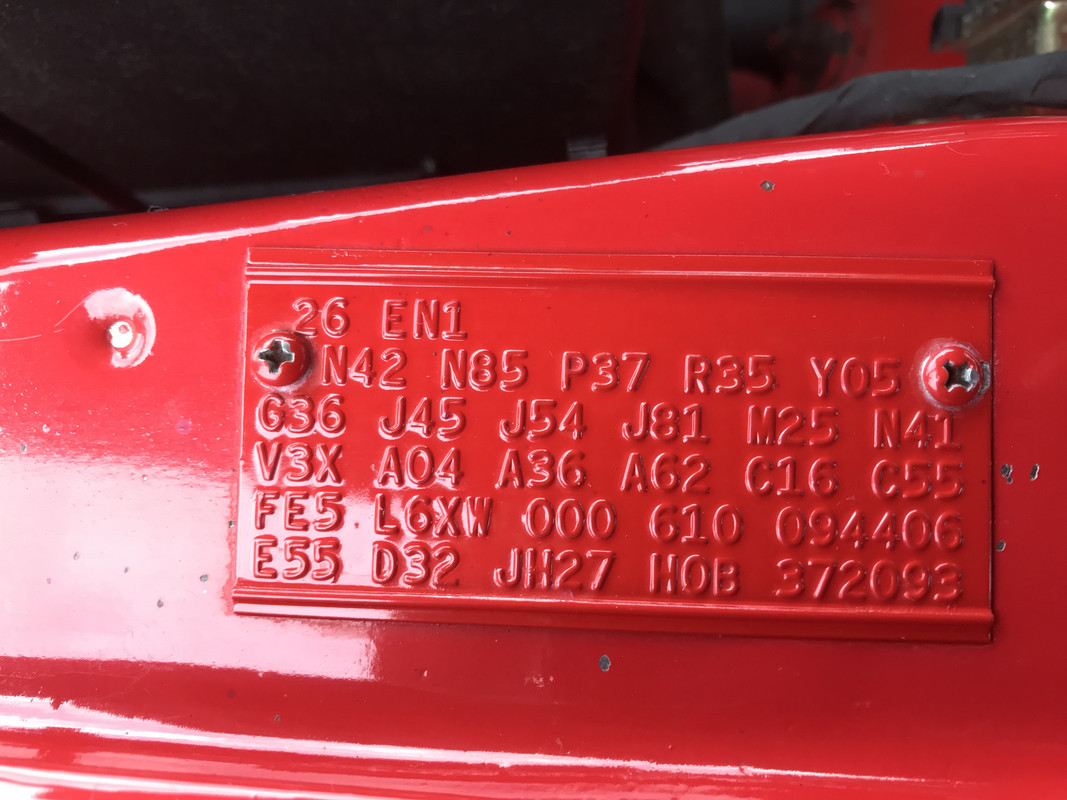 26 EN1
N42 N85 P37 R35 Y05
G36 J45 J54 J81 M25 N41
V3X A04 A36 A62 C16 C55
FE5 L6XW 000 610 094406
E55 D32 JH27 H0B 372093